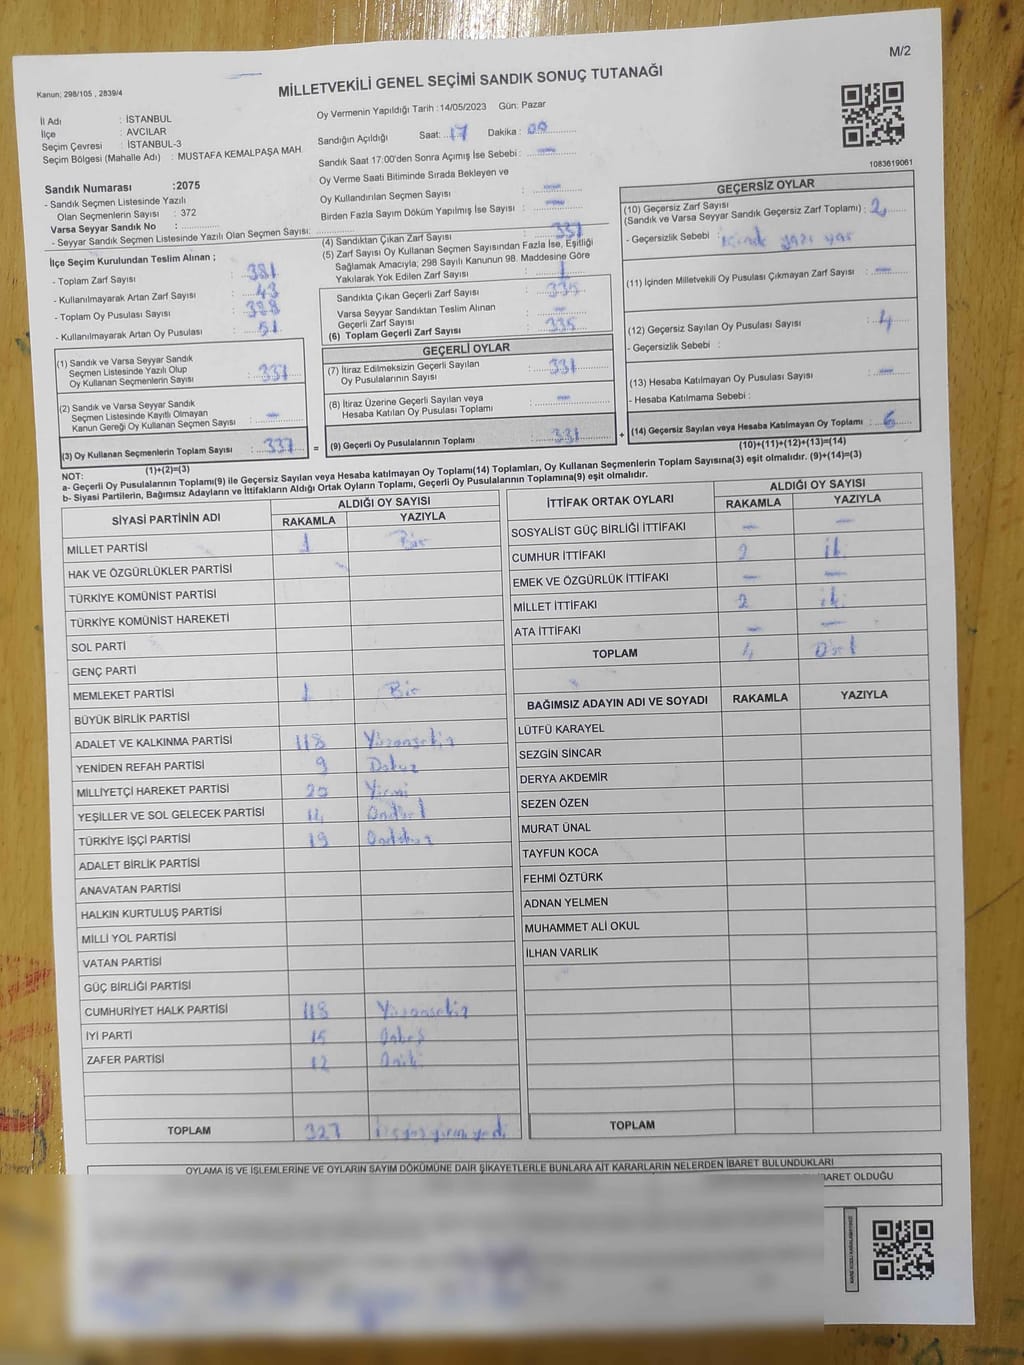 M/2
Kanun; 298/105 , 2839/4
MİLLETVEKİLİ GENEL SEÇİMİ SANDIK SONUÇ TUTANAĞI
İl Adı : İSTANBUL
İlçe : AVCILAR
Seçim Çevresi : İSTANBUL-3
Seçim Bölgesi (Mahalle Adı) : MUSTAFA KEMALPAŞA MAH.
Sandık Numarası :2075
- Sandık Seçmen Listesinde Yazılı
Olan Seçmenlerin Sayısı : 372
Varsa Seyyar Sandık No :
- Seyyar Sandık Seçmen Listesinde Yazılı Olan Seçmen Sayısı:
İlçe Seçim Kurulundan Teslim Alınan ;
- Toplam Zarf Sayısı : 381
- Kullanılmayarak Artan Zarf Sayısı : 43
- Toplam Oy Pusulası Sayısı : 388
- Kullanılmayarak Artan Oy Pusulası : 51
(1) Sandık ve Varsa Seyyar Sandık
Seçmen Listesinde Yazılı Olup
Oy Kullanan Seçmenlerin Sayısı : 337
(2) Sandık ve Varsa Seyyar Sandık
Seçmen Listesinde Kayıtlı Olmayan
Kanun Gereği Oy Kullanan Seçmen Sayısı : —
(3) Oy Kullanan Seçmenlerin Toplam Sayısı : 337 =
(1)+(2)=(3)
Oy Vermenin Yapıldığı Tarih : 14/05/2023 Gün: Pazar
Sandığın Açıldığı Saat: 17 Dakika : 00
Sandık Saat 17:00'den Sonra Açımış İse Sebebi : —
Oy Verme Saati Bitiminde Sırada Bekleyen ve
Oy Kullandırılan Seçmen Sayısı : —
Birden Fazla Sayım Döküm Yapılmış İse Sayısı : —
(4) Sandıktan Çıkan Zarf Sayısı : 337
(5) Zarf Sayısı Oy Kullanan Seçmen Sayısından Fazla İse, Eşitliği
Sağlamak Amacıyla; 298 Sayılı Kanunun 98. Maddesine Göre
Yakılarak Yok Edilen Zarf Sayısı :
Sandıkta Çıkan Geçerli Zarf Sayısı : 335
Varsa Seyyar Sandıktan Teslim Alınan
Geçerli Zarf Sayısı : —
(6) Toplam Geçerli Zarf Sayısı : 335
GEÇERLİ OYLAR
(7) İtiraz Edilmeksizin Geçerli Sayılan
Oy Pusulalarının Sayısı : 331
(8) İtiraz Üzerine Geçerli Sayılan veya
Hesaba Katılan Oy Pusulası Toplamı : —
(9) Geçerli Oy Pusulalarının Toplamı : 331 +
1083619061
GEÇERSİZ OYLAR
(10) Geçersiz Zarf Sayısı
(Sandık ve Varsa Seyyar Sandık Geçersiz Zarf Toplamı) : 2
- Geçersizlik Sebebi : içinde yazı var
(11) İçinden Milletvekili Oy Pusulası Çıkmayan Zarf Sayısı : —
(12) Geçersiz Sayılan Oy Pusulası Sayısı : 4
- Geçersizlik Sebebi :
(13) Hesaba Katılmayan Oy Pusulası Sayısı : —
- Hesaba Katılmama Sebebi :
(14) Geçersiz Sayılan veya Hesaba Katılmayan Oy Toplamı : 6
(10)+(11)+(12)+(13)=(14)
NOT:
a- Geçerli Oy Pusulalarının Toplamı(9) ile Geçersiz Sayılan veya Hesaba katılmayan Oy Toplamı(14) Toplamları, Oy Kullanan Seçmenlerin Toplam Sayısına(3) eşit olmalıdır. (9)+(14)=(3)
b- Siyasi Partilerin, Bağımsız Adayların ve İttifakların Aldığı Ortak Oyların Toplamı, Geçerli Oy Pusulalarının Toplamına(9) eşit olmalıdır.
SİYASİ PARTİNİN ADI ALDIĞI OY SAYISI
RAKAMLA YAZIYLA
MİLLET PARTİSİ 1 Bir
HAK VE ÖZGÜRLÜKLER PARTİSİ
TÜRKİYE KOMÜNİST PARTİSİ
TÜRKİYE KOMÜNİST HAREKETİ
SOL PARTİ
GENÇ PARTİ
MEMLEKET PARTİSİ 1 Bir
BÜYÜK BİRLİK PARTİSİ
ADALET VE KALKINMA PARTİSİ 118 Yüzonsekiz
YENİDEN REFAH PARTİSİ 9 Dokuz
MİLLİYETÇİ HAREKET PARTİSİ 20 Yirmi
YEŞİLLER VE SOL GELECEK PARTİSİ 14 Ondört
TÜRKİYE İŞÇİ PARTİSİ 19 Ondokuz
ADALET BİRLİK PARTİSİ
ANAVATAN PARTİSİ
HALKIN KURTULUŞ PARTİSİ
MİLLİ YOL PARTİSİ
VATAN PARTİSİ
GÜÇ BİRLİĞİ PARTİSİ
CUMHURİYET HALK PARTİSİ 118 Yüzonsekiz
İYİ PARTİ 15 Onbeş
ZAFER PARTİSİ 12 Oniki
TOPLAM 327 üçyüzyirmiyedi
İTTİFAK ORTAK OYLARI ALDIĞI OY SAYISI
RAKAMLA YAZIYLA
SOSYALİST GÜÇ BİRLİĞİ İTTİFAKI — —
CUMHUR İTTİFAKI 2 iki
EMEK VE ÖZGÜRLÜK İTTİFAKI — —
MİLLET İTTİFAKI 2 iki
ATA İTTİFAKI — —
TOPLAM 4 Dört
BAĞIMSIZ ADAYIN ADI VE SOYADI RAKAMLA YAZIYLA
LÜTFÜ KARAYEL
SEZGİN SİNCAR
DERYA AKDEMİR
SEZEN ÖZEN
MURAT ÜNAL
TAYFUN KOCA
FEHMİ ÖZTÜRK
ADNAN YELMEN
MUHAMMET ALİ OKUL
İLHAN VARLIK
TOPLAM
OYLAMA İŞ VE İŞLEMLERİNE VE OYLARIN SAYIM DÖKÜMÜNE DAİR ŞİKAYETLERLE BUNLARA AİT KARARLARIN NELERDEN İBARET BULUNDUKLARI
İBARET OLDUĞU